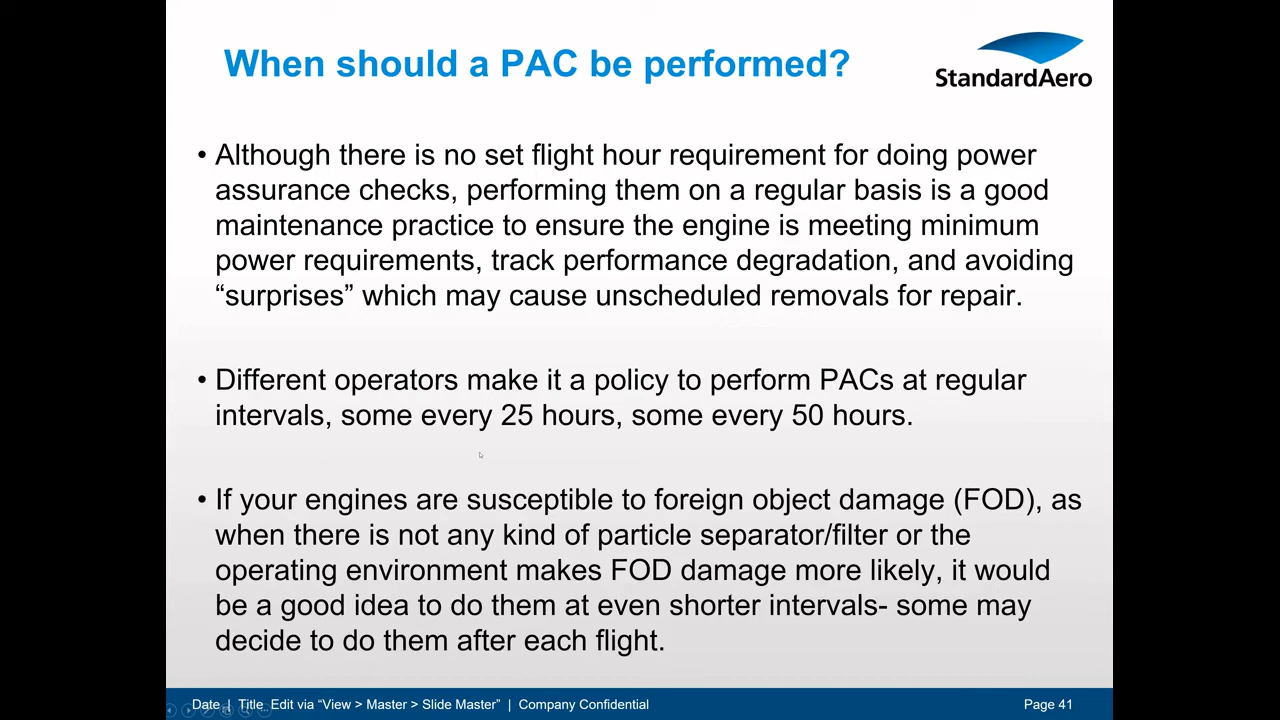 When should a PAC be performed?
StandardAero
• Although there is no set flight hour requirement for doing power
assurance checks, performing them on a regular basis is a good
maintenance practice to ensure the engine is meeting minimum
power requirements, track performance degradation, and avoiding
“surprises” which may cause unscheduled removals for repair.
• Different operators make it a policy to perform PACs at regular
intervals, some every 25 hours, some every 50 hours.
• If your engines are susceptible to foreign object damage (FOD), as
when there is not any kind of particle separator/filter or the
operating environment makes FOD damage more likely, it would
be a good idea to do them at even shorter intervals- some may
decide to do them after each flight.
Date | Title Edit via “View > Master > Slide Master” | Company Confidential
Page 41